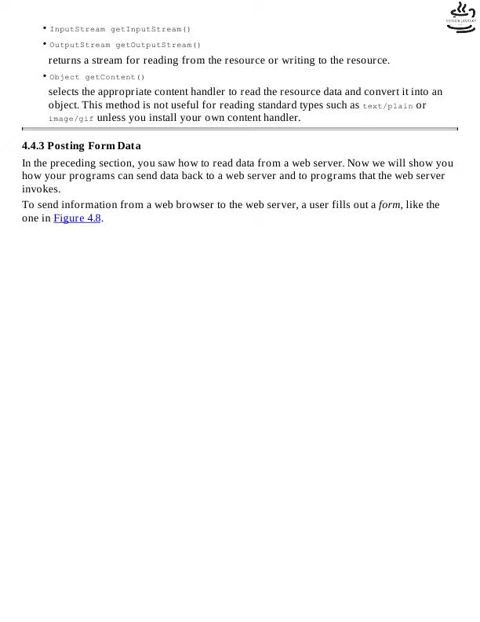 • InputStream getInputStream()
• OutputStream getOutputStream()
returns a stream for reading from the resource or writing to the resource.
• Object getContent()
selects the appropriate content handler to read the resource data and convert it into an
object. This method is not useful for reading standard types such as text/plain or
image/gif unless you install your own content handler.
4.4.3 Posting Form Data
In the preceding section, you saw how to read data from a web server. Now we will show you
how your programs can send data back to a web server and to programs that the web server
invokes.
To send information from a web browser to the web server, a user fills out a form, like the
one in Figure 4.8.